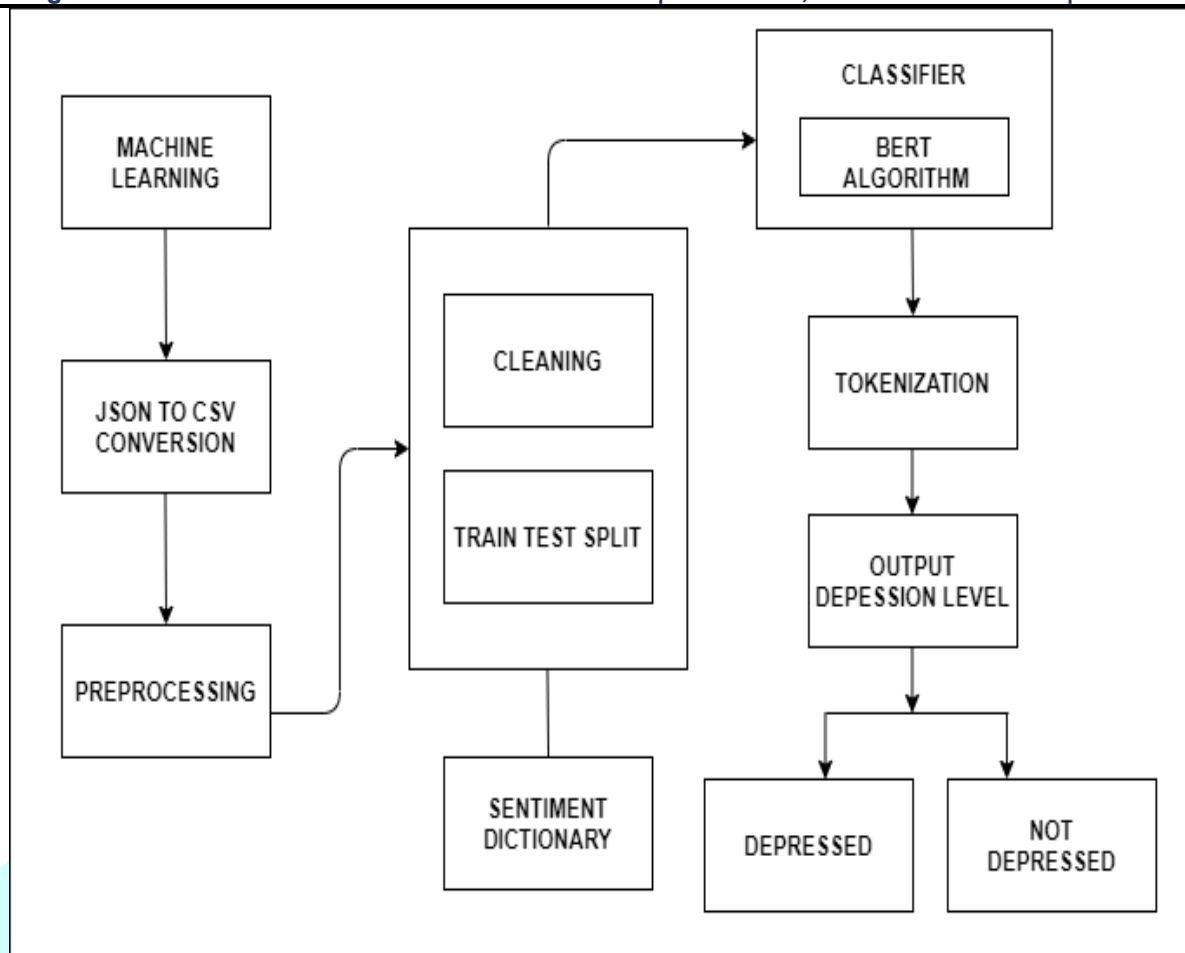 MACHINE
LEARNING
JSON TO CSV
CONVERSION
PREPROCESSING
CLEANING
TRAIN TEST SPLIT
SENTIMENT
DICTIONARY
CLASSIFIER
BERT
ALGORITHM
TOKENIZATION
OUTPUT
DEPESSION LEVEL
DEPRESSED
NOT
DEPRESSED